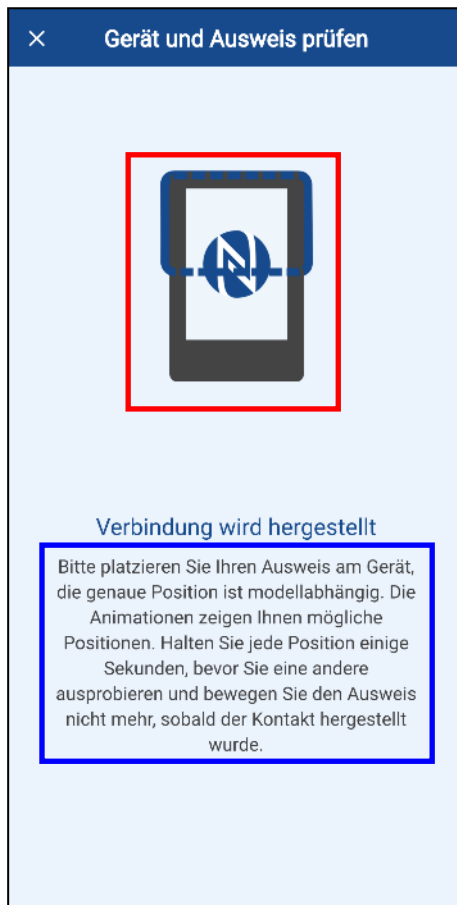 Gerät und Ausweis prüfen
Verbindung wird hergestellt
Bitte platzieren Sie Ihren Ausweis am Gerät,
die genaue Position ist modellabhängig. Die
Animationen zeigen Ihnen mögliche
Positionen. Halten Sie jede Position einige
Sekunden, bevor Sie eine andere
ausprobieren und bewegen Sie den Ausweis
nicht mehr, sobald der Kontakt hergestellt
wurde.